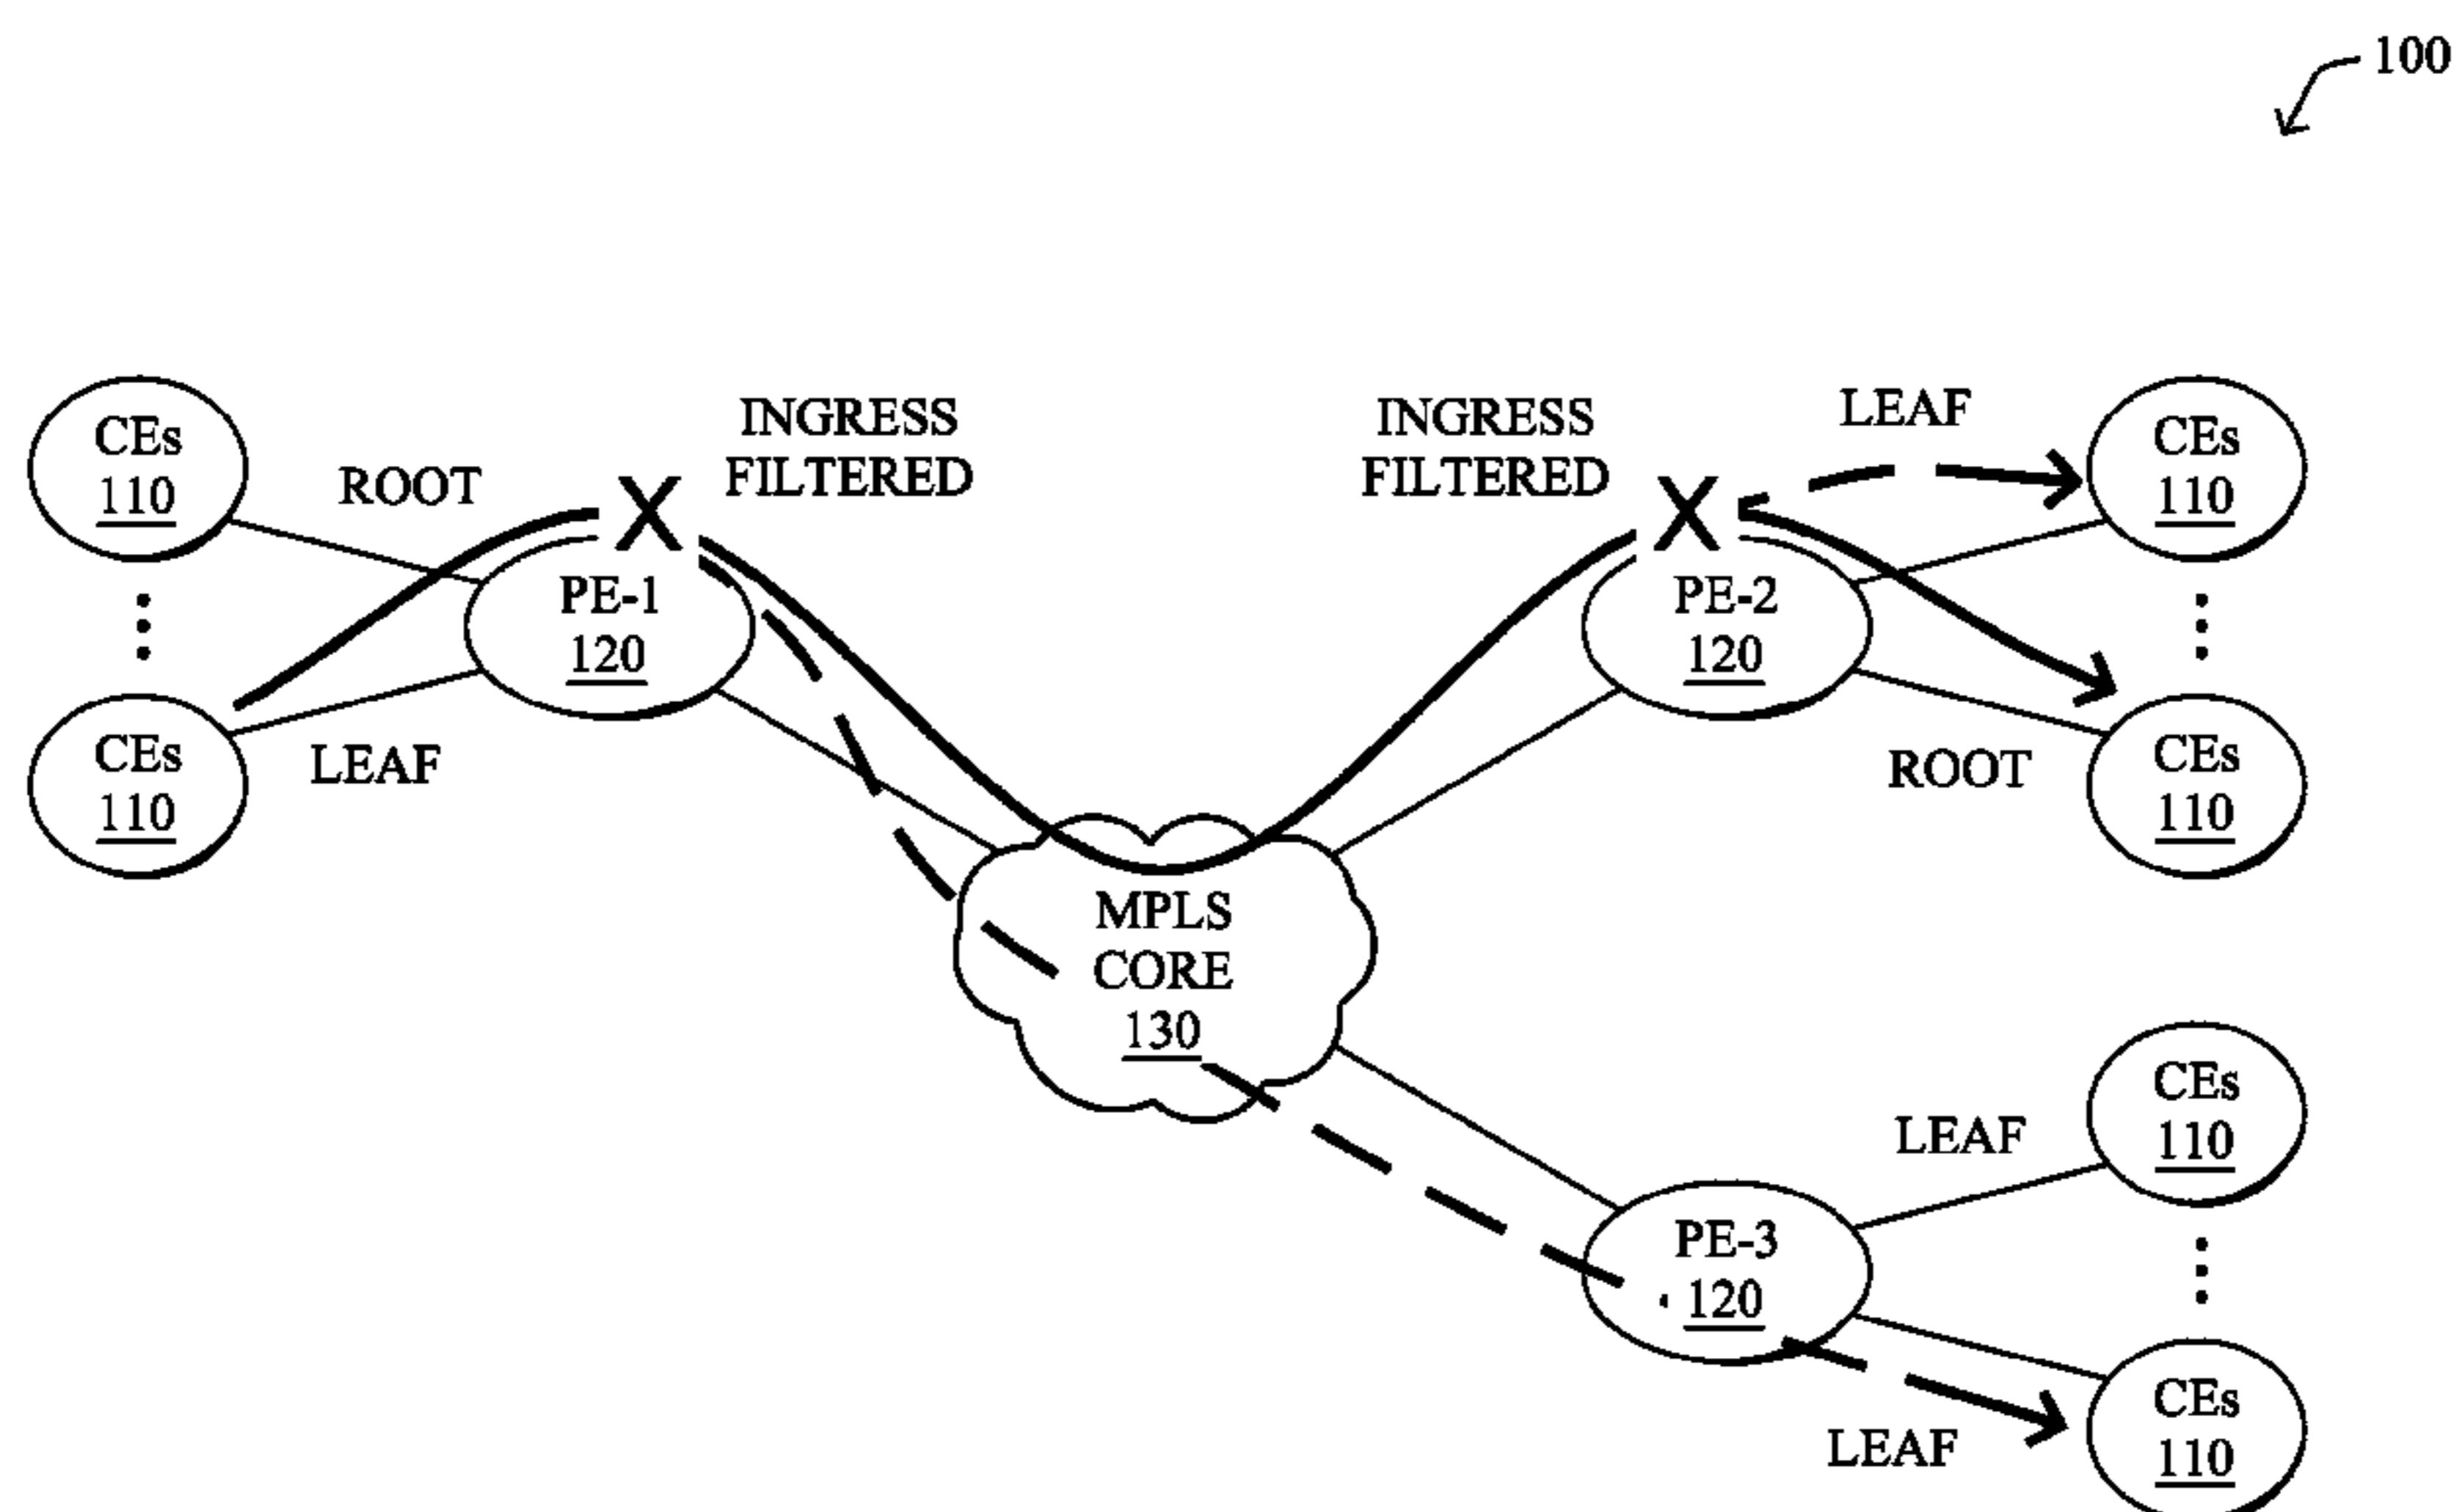 100
INGRESS
FILTERED
INGRESS
FILTERED
LEAF
CEs
110
ROOT
X
X
CEs
110
PE-1
120
PE-2
120
CEs
110
LEAF
ROOT
CEs
110
MPLS
CORE
130
CEs
110
LEAF
PE-3
120
CEs
110
LEAF